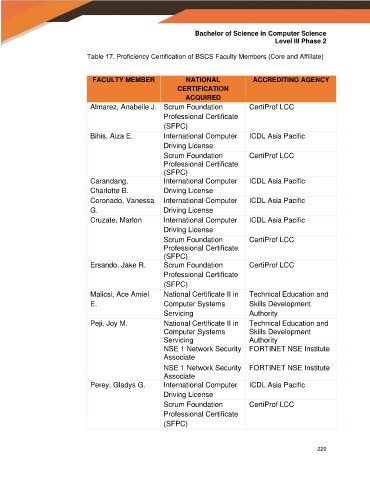 Bachelor of Science in Computer Science
Level III Phase 2
Table 17. Proficiency Certification of BSCS Faculty Members (Core and Affiliate)
FACULTY MEMBER NATIONAL CERTIFICATION ACQUIRED ACCREDITING AGENCY
Almarez, Anabelle J. Scrum Foundation CertiProf LCC
Professional Certificate
(SFPC)
Bihis, Aiza E. International Computer ICDL Asia Pacific
Driving License
Scrum Foundation CertiProf LCC
Professional Certificate
(SFPC)
Carandang, International Computer ICDL Asia Pacific
Charlotte B. Driving License
Coronado, Vanessa International Computer ICDL Asia Pacific
G. Driving License
Cruzate, Marlon International Computer ICDL Asia Pacific
Driving License
Scrum Foundation CertiProf LCC
Professional Certificate
(SFPC)
Ersando, Jake R. Scrum Foundation CertiProf LCC
Professional Certificate
(SFPC)
Malicsi, Ace Amiel National Certificate II in Technical Education and
E. Computer Systems Skills Development
Servicing Authority
Peji, Joy M. National Certificate II in Technical Education and
Computer Systems Skills Development
Servicing Authority
NSE 1 Network Security FORTINET NSE Institute
Associate
NSE 1 Network Security FORTINET NSE Institute
Associate
Perey, Gladys G. International Computer ICDL Asia Pacific
Driving License
Scrum Foundation CertiProf LCC
Professional Certificate
(SFPC)
220